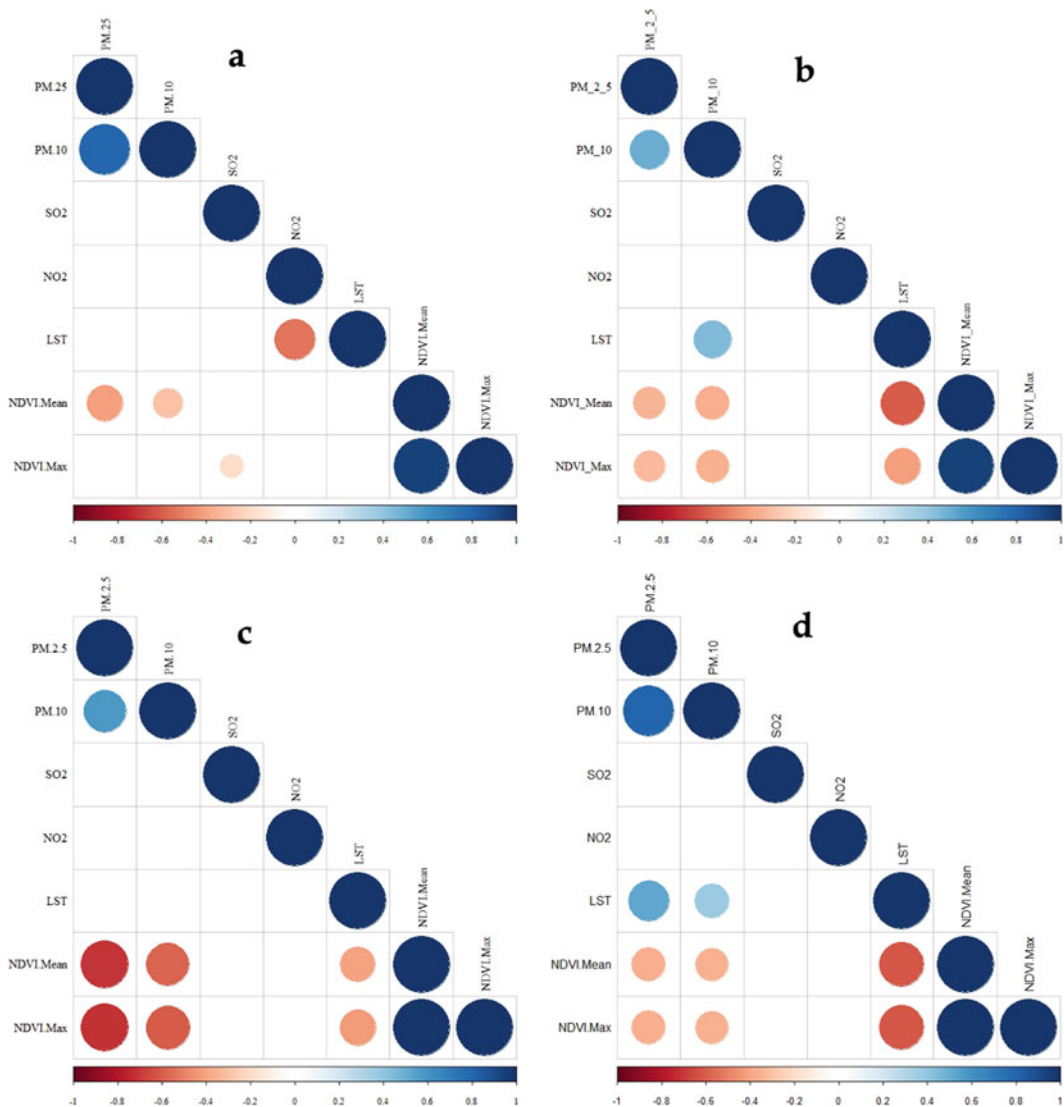 a
PM.25
PM.10
SO2
NO2
LST
NDVI.Mean
NDVI.Max
PM.25
PM.10
SO2
NO2
LST
NDVI.Mean
NDVI.Max
-1 -0.8 -0.6 -0.4 -0.2 0 0.2 0.4 0.6 0.8 1
b
PM_2_5
PM_10
SO2
NO2
LST
NDVI_Mean
NDVI_Max
PM_2_5
PM_10
SO2
NO2
LST
NDVI_Mean
NDVI_Max
-1 -0.8 -0.6 -0.4 -0.2 0 0.2 0.4 0.6 0.8 1
c
PM.2.5
PM.10
SO2
NO2
LST
NDVI.Mean
NDVI.Max
PM.2.5
PM.10
SO2
NO2
LST
NDVI.Mean
NDVI.Max
-1 -0.8 -0.6 -0.4 -0.2 0 0.2 0.4 0.6 0.8 1
d
PM.2.5
PM.10
SO2
NO2
LST
NDVI.Mean
NDVI.Max
PM.2.5
PM.10
SO2
NO2
LST
NDVI.Mean
NDVI.Max
-1 -0.8 -0.6 -0.4 -0.2 0 0.2 0.4 0.6 0.8 1